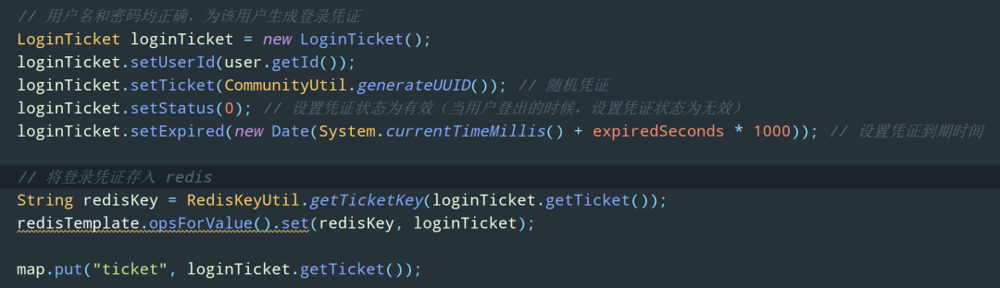 // 用户名和密码均正确，为该用户生成登录凭证
LoginTicket loginTicket = new LoginTicket();
loginTicket.setUserId(user.getId());
loginTicket.setTicket(CommunityUtil.generateUUID()); // 随机凭证
loginTicket.setStatus(0); // 设置凭证状态为有效（当用户登出的时候，设置凭证状态为无效）
loginTicket.setExpired(new Date(System.currentTimeMillis() + expiredSeconds * 1000)); // 设置凭证到期时间
// 将登录凭证存入 redis
String redisKey = RedisKeyUtil.getTicketKey(loginTicket.getTicket());
redisTemplate.opsForValue().set(redisKey, loginTicket);
map.put("ticket", loginTicket.getTicket());